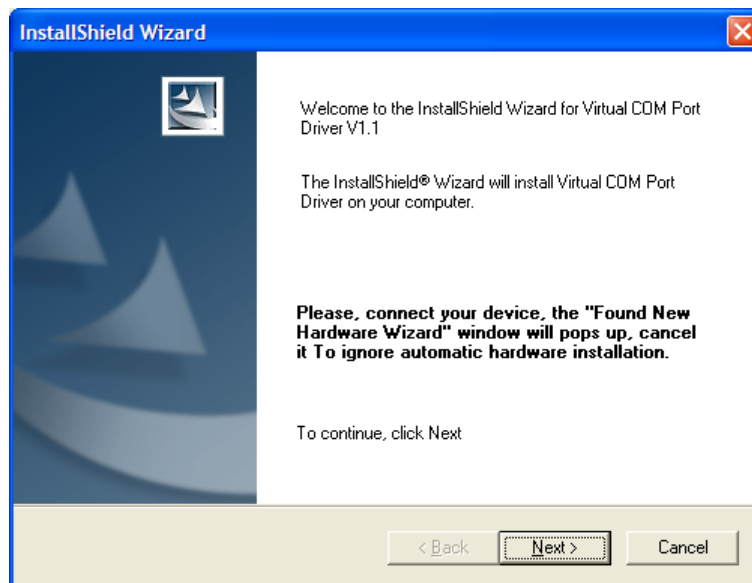 InstallShield Wizard
Welcome to the InstallShield Wizard for Virtual COM Port
Driver V1.1
The InstallShield® Wizard will install Virtual COM Port
Driver on your computer.
Please, connect your device, the "Found New
Hardware Wizard" window will pops up, cancel
it To ignore automatic hardware installation.
To continue, click Next
< Back
Next >
Cancel